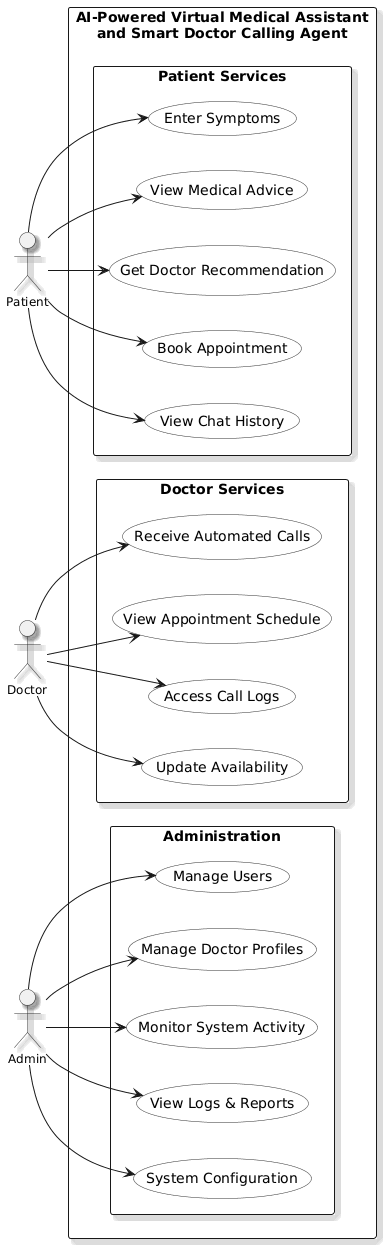 AI-Powered Virtual Medical Assistant
and Smart Doctor Calling Agent
Patient Services
Enter Symptoms
View Medical Advice
Get Doctor Recommendation
Patient
Book Appointment
View Chat History
Doctor Services
Receive Automated Calls
View Appointment Schedule
Doctor
Access Call Logs
Update Availability
Administration
Manage Users
Manage Doctor Profiles
Monitor System Activity
Admin
View Logs & Reports
System Configuration